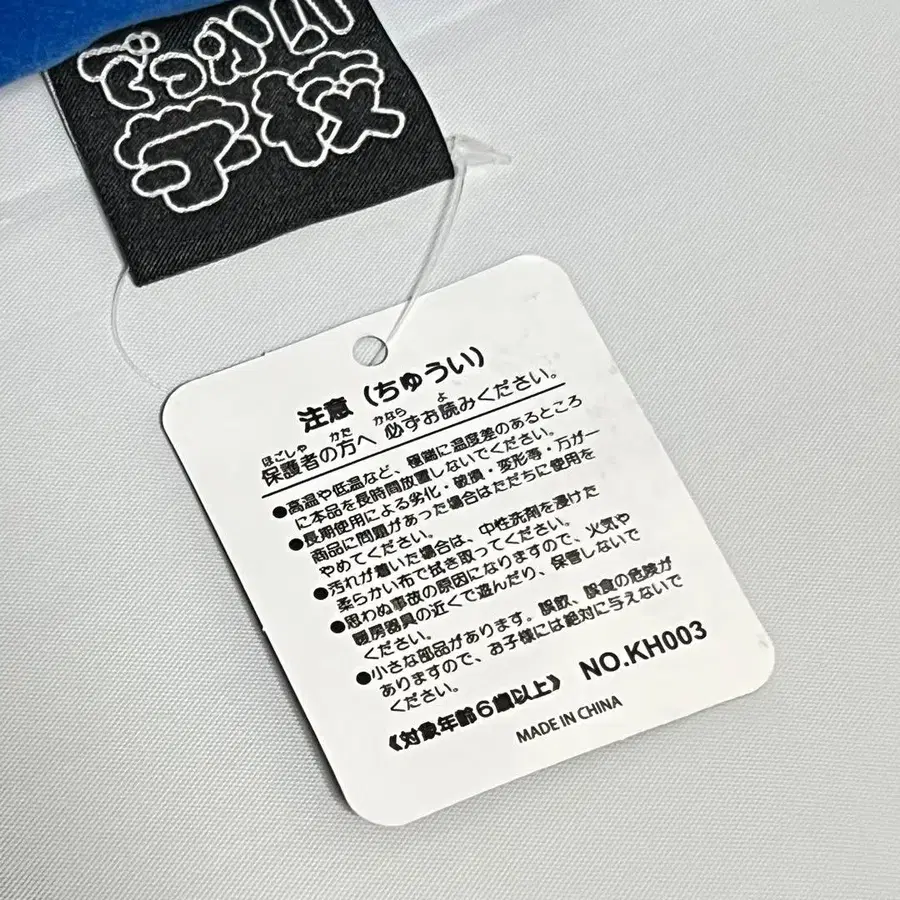 でっかい
学校
注意（ちゅうい）
ほごしゃ かた かなら よ
保護者の方へ 必ずお読みください。
●高温や低温など、極端に温度差のあるところ
に本品を長時間放置しないでください。
●長期使用による劣化・破損・変形等・万が一
商品に問題があった場合はただちに使用を
やめてください。
●汚れが着いた場合は、中性洗剤を浸けた
柔らかい布で拭き取ってください。
●思わぬ事故の原因になりますので、火気や
暖房器具の近くで遊んだり、保管しないで
ください。
●小さな部品があります。誤飲、誤食の危険が
ありますので、お子様には絶対に与えないで
ください。
《対象年齢6歳以上》 NO.KH003
MADE IN CHINA